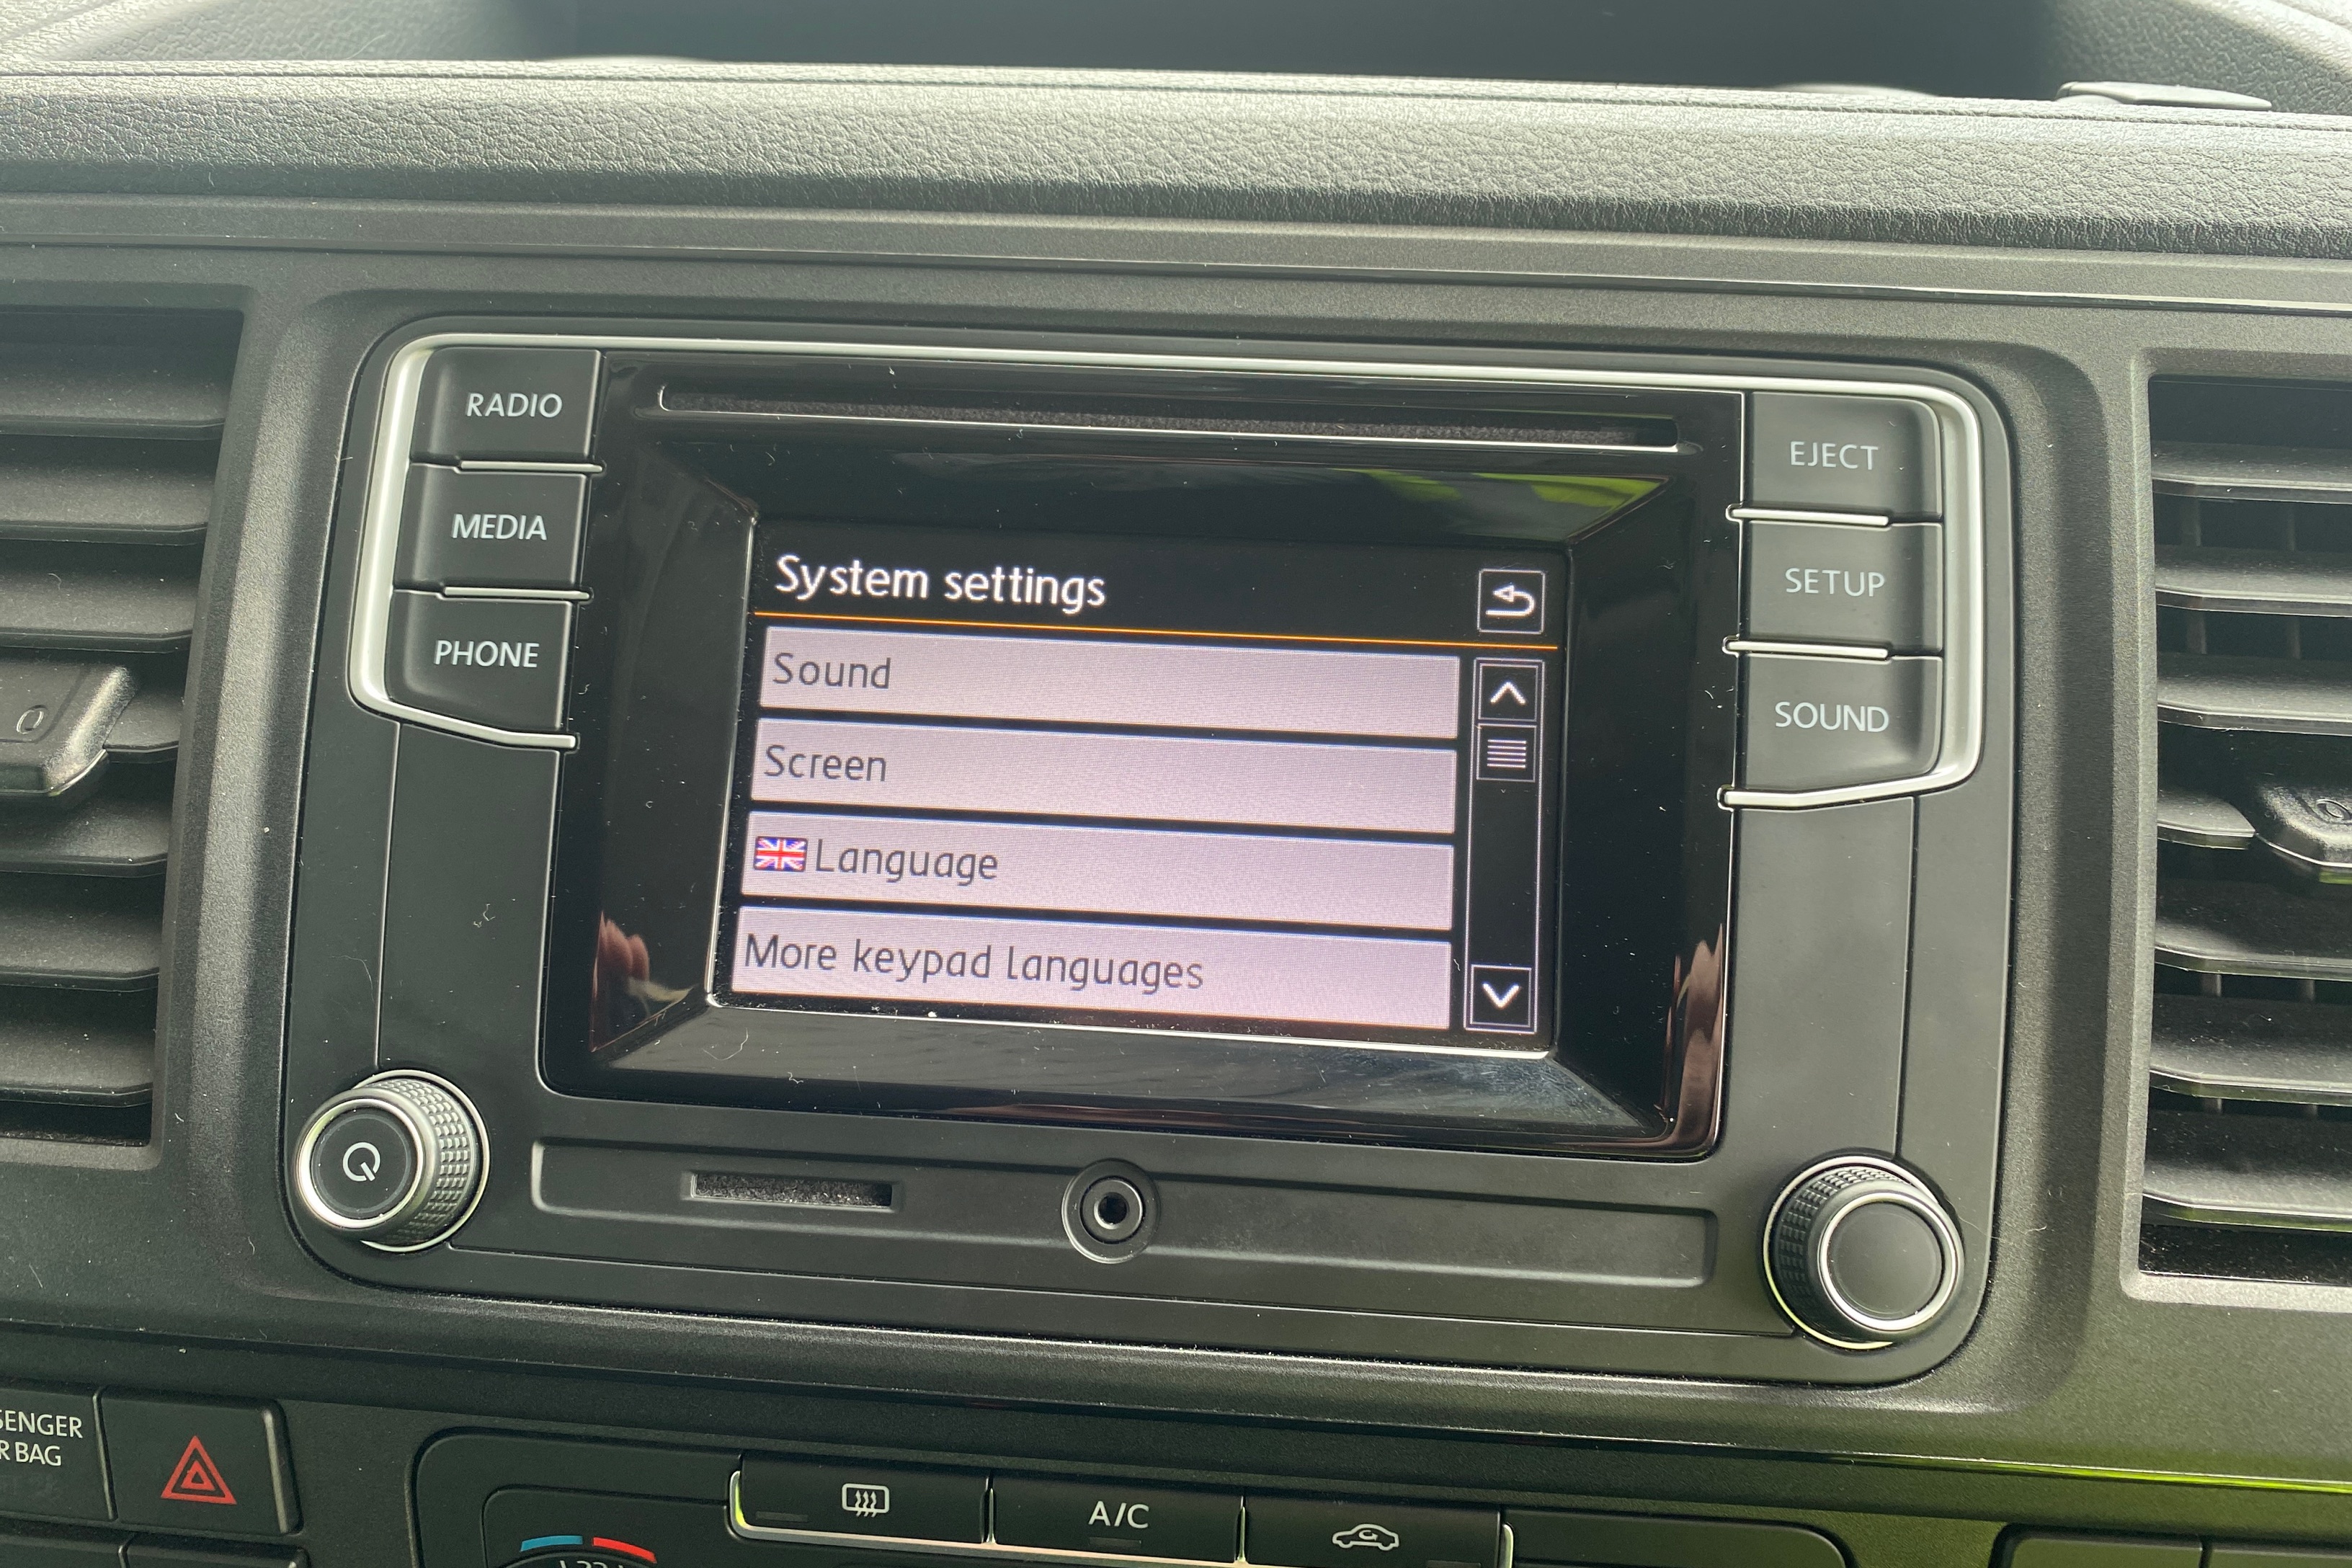 RADIO
MEDIA
PHONE
EJECT
SETUP
SOUND
System settings
Sound
Screen
Language
More keypad languages
A/C